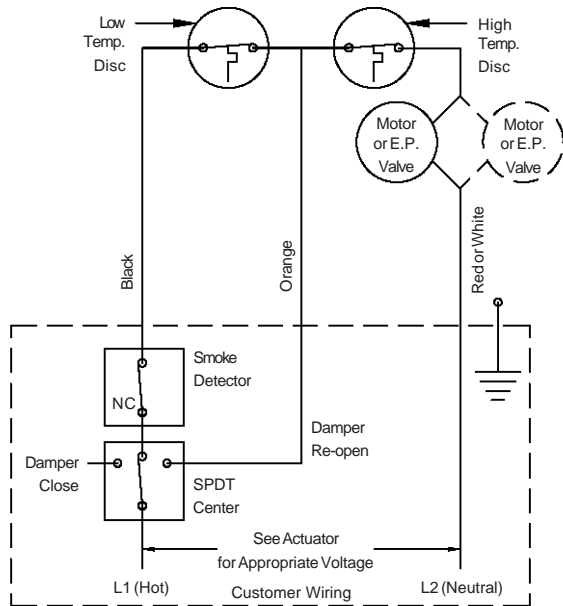 Low
Temp.
Disc
High
Temp.
Disc
Motor
or E.P.
Valve
Motor
or E.P.
Valve
Black
Orange
Red or White
Smoke
Detector
NC
Damper
Re-open
Damper
Close
SPDT
Center
See Actuator
for Appropriate Voltage
L1 (Hot)
Customer Wiring
L2 (Neutral)